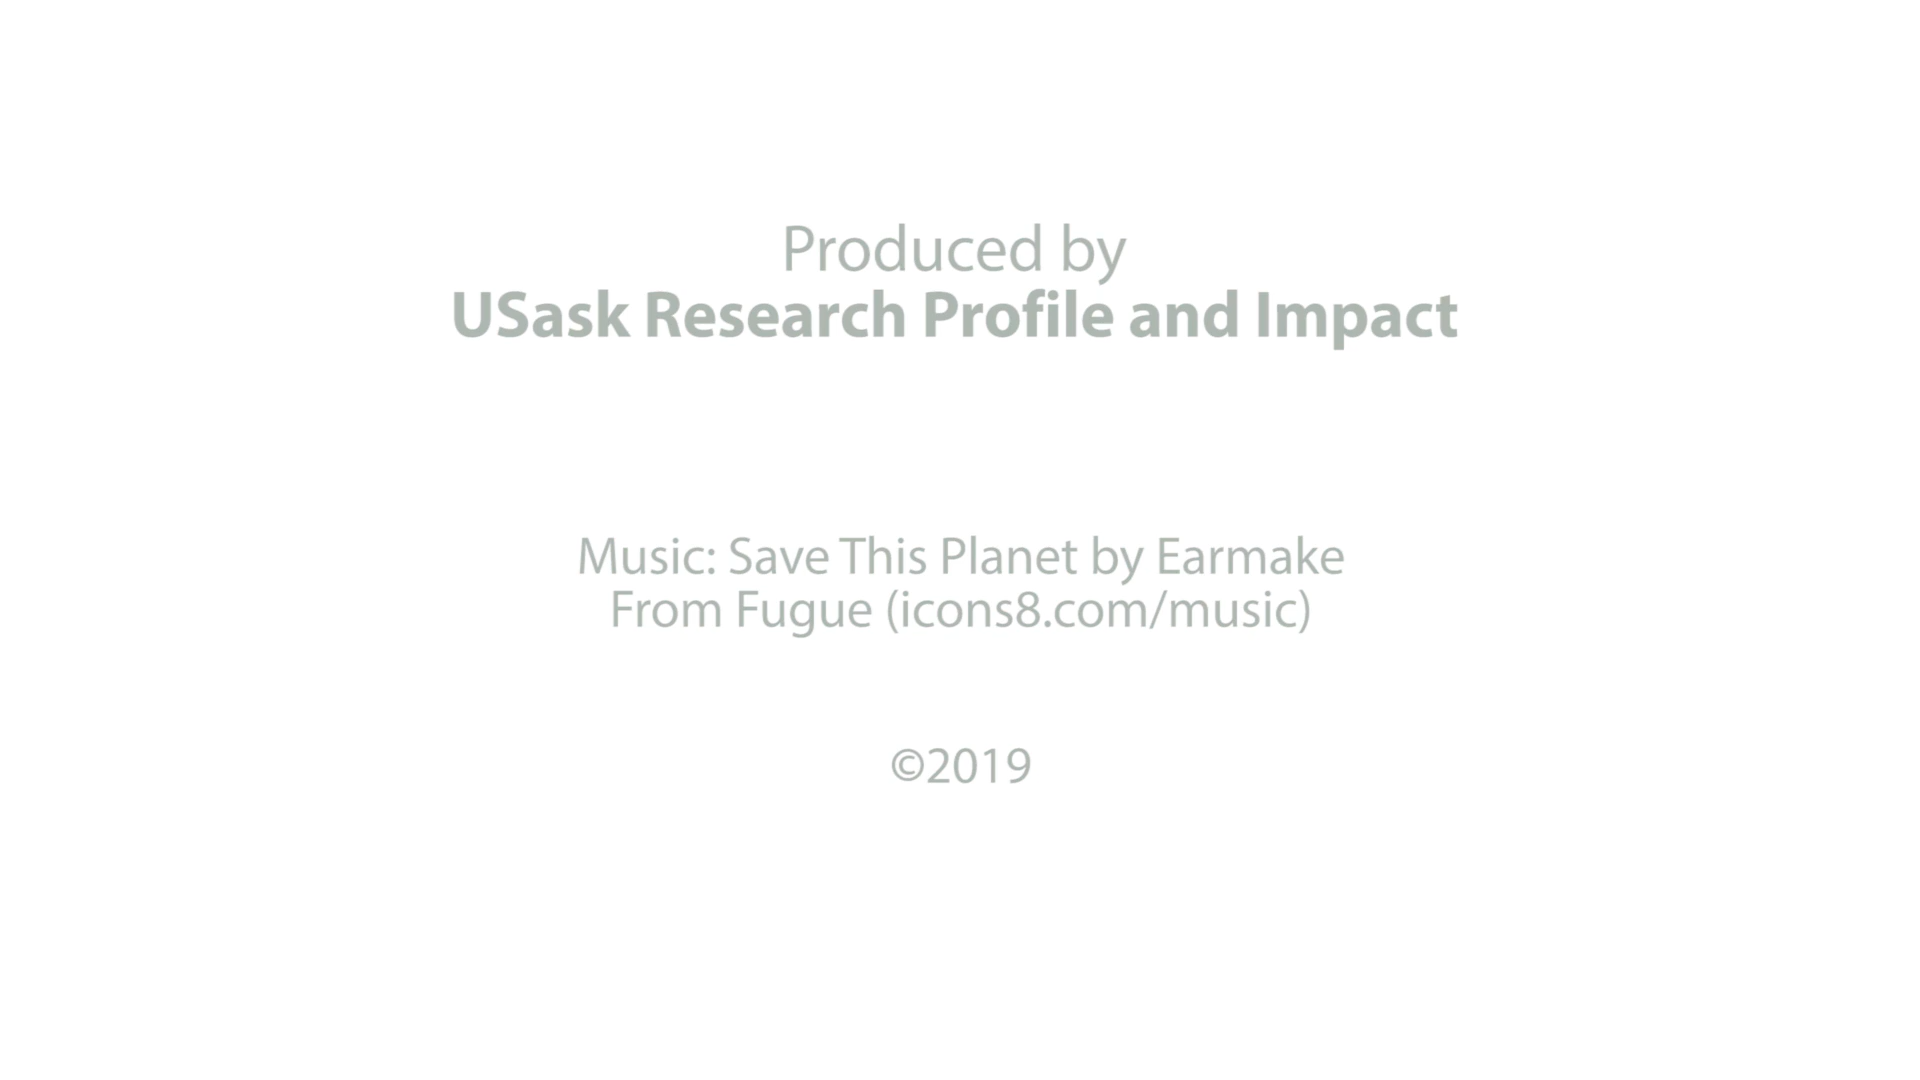 Produced by
USask Research Profile and Impact
Music: Save This Planet by Earmake
From Fugue (icons8.com/music)
©2019